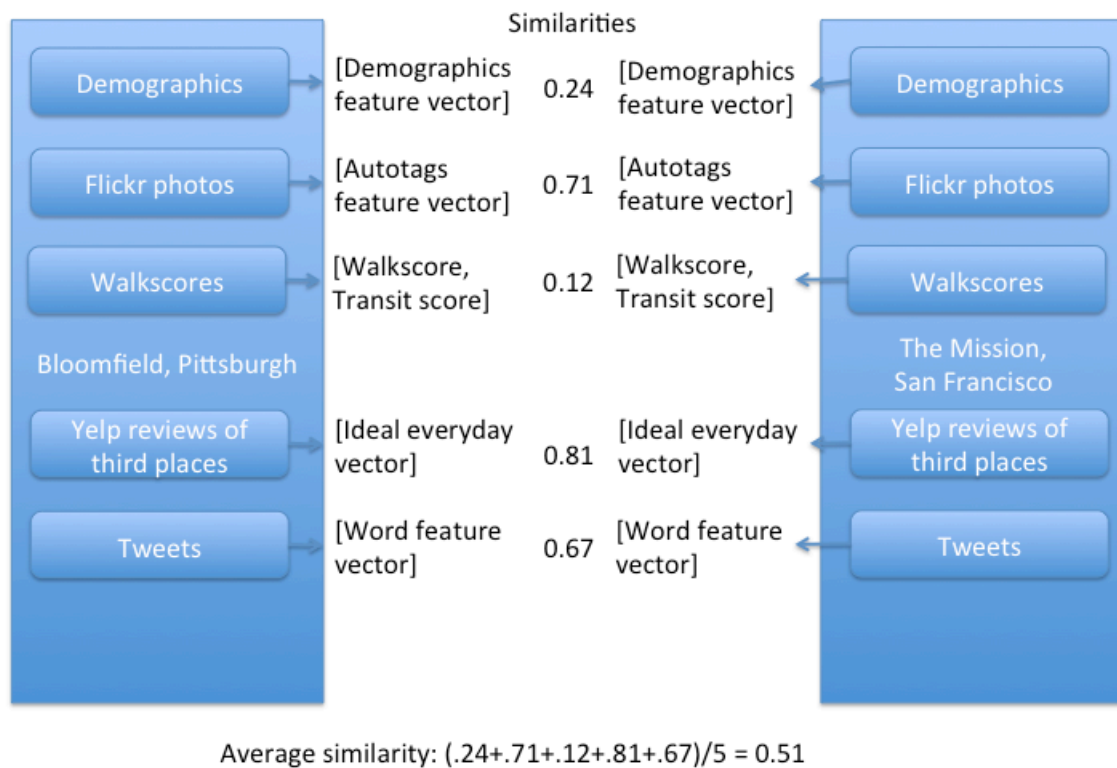 Similarities
Demographics
[Demographics
feature vector]
0.24
[Demographics
feature vector]
Demographics
Flickr photos
[Autotags
feature vector]
0.71
[Autotags
feature vector]
Flickr photos
Walkscores
[Walkscore,
Transit score]
0.12
[Walkscore,
Transit score]
Walkscores
Bloomfield, Pittsburgh
The Mission,
San Francisco
Yelp reviews of
third places
[Ideal everyday
vector]
0.81
[Ideal everyday
vector]
Yelp reviews of
third places
Tweets
[Word feature
vector]
0.67
[Word feature
vector]
Tweets
Average similarity: (.24+.71+.12+.81+.67)/5 = 0.51